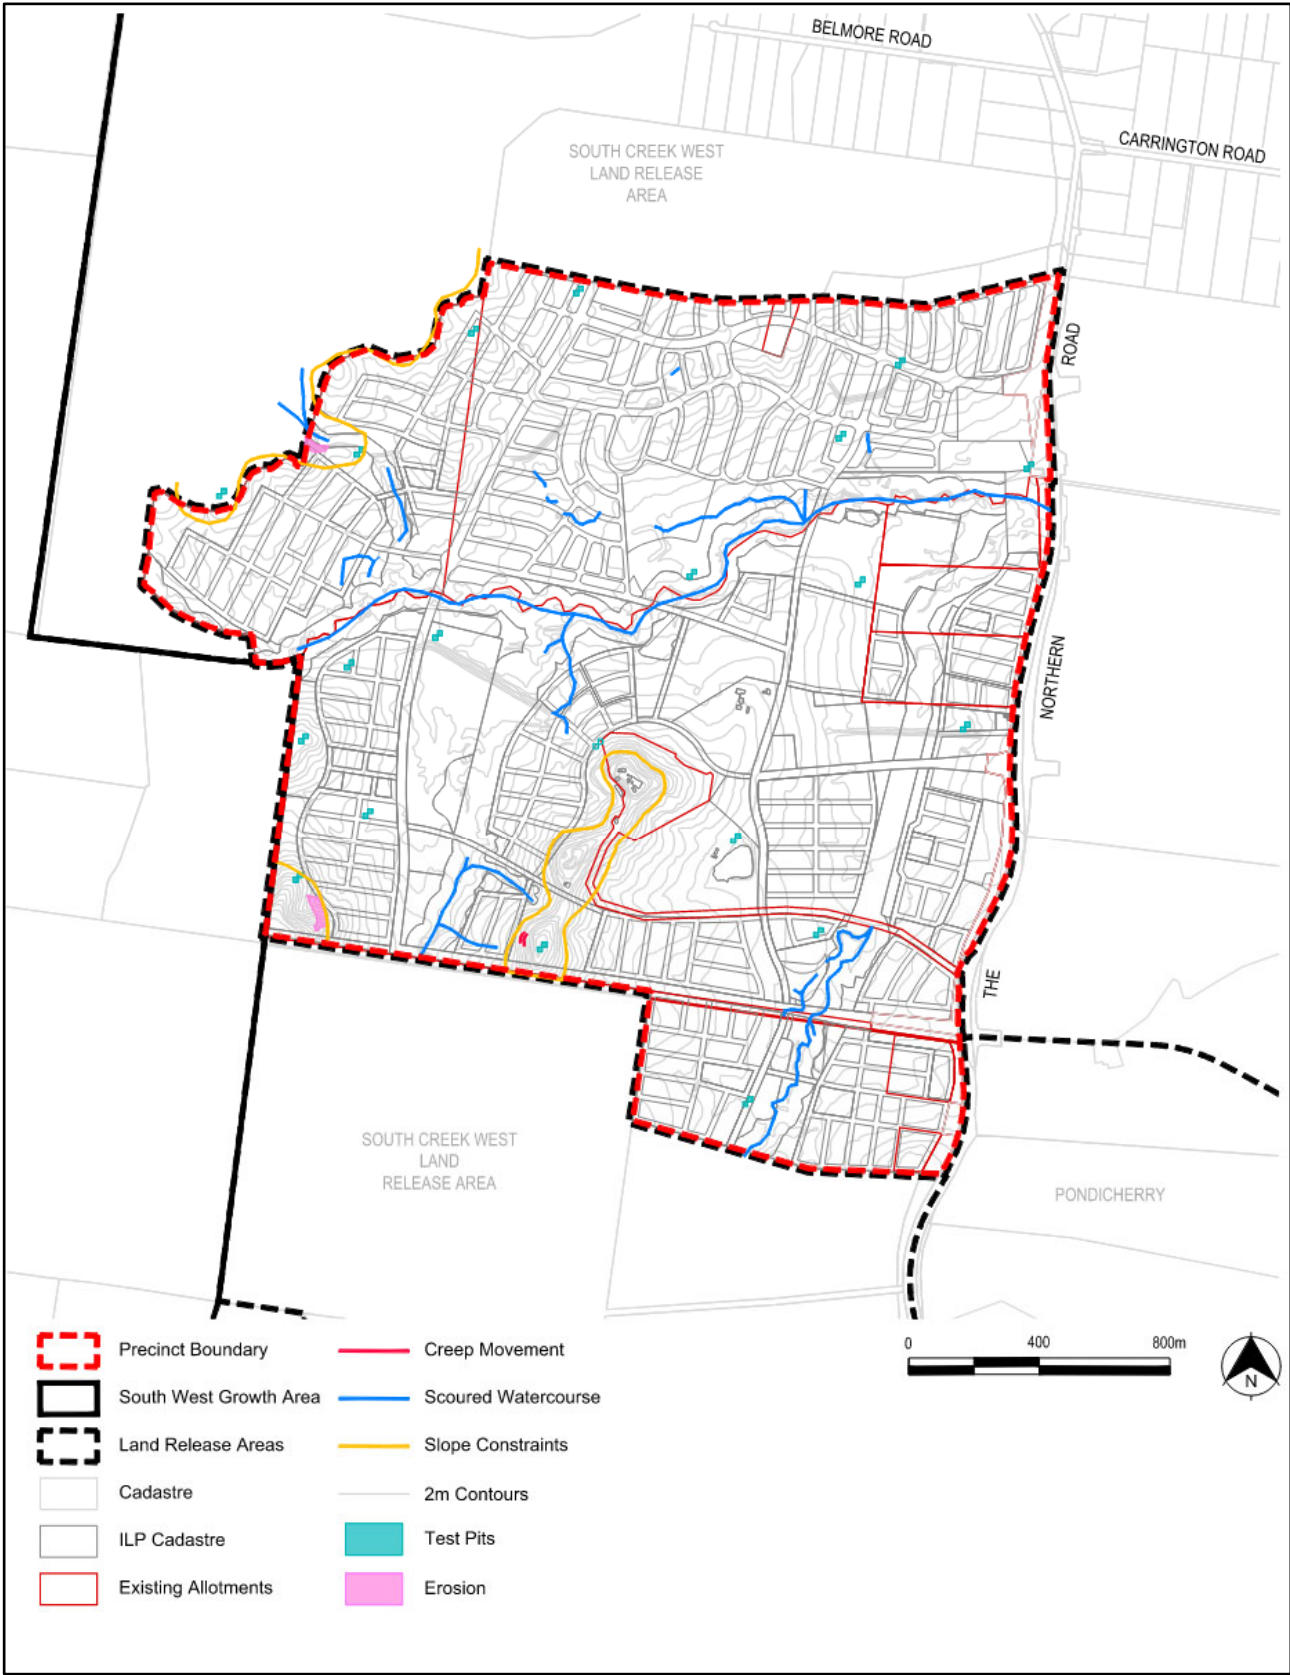 BELMORE ROAD
CARRINGTON ROAD
SOUTH CREEK WEST
LAND RELEASE
AREA
ROAD
NORTHERN
THE
SOUTH CREEK WEST
LAND
RELEASE AREA
PONDICHERRY
Precinct Boundary
South West Growth Area
Land Release Areas
Cadastre
ILP Cadastre
Existing Allotments
Creep Movement
Scoured Watercourse
Slope Constraints
2m Contours
Test Pits
Erosion
0 400 800m
N